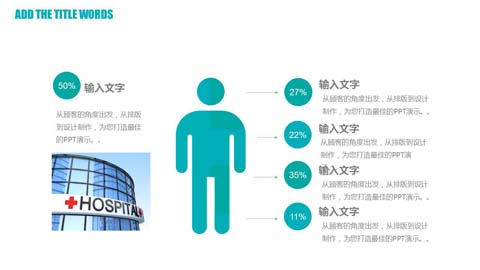 ADD THE TITLE WORDS
50%
输入文字
从顾客的角度出发，从排版
到设计制作，为您打造最佳
的PPT演示。。
HOSPITAL
27%
输入文字
从顾客的角度出发，从排版到设计
制作，为您打造最佳的PPT演示。。
22%
输入文字
从顾客的角度出发，从排版到设计
制作，为您打造最佳的PPT演
35%
输入文字
从顾客的角度出发，从排版到设计
制作，为您打造最佳的PPT演示。。
11%
输入文字
从顾客的角度出发，从排版到设计
制作，为您打造最佳的PPT演示。。